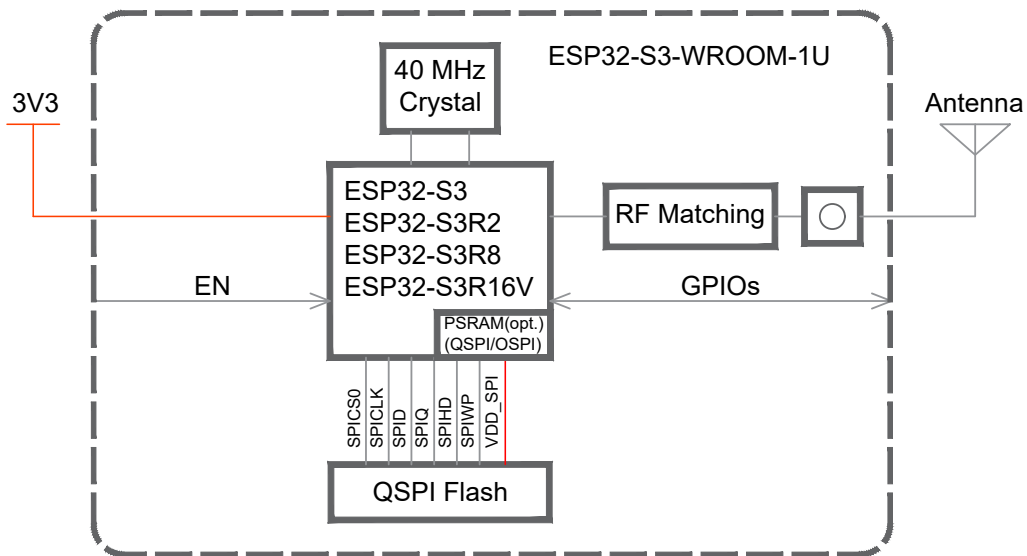 ESP32-S3-WROOM-1U
40 MHz
Crystal
3V3
Antenna
ESP32-S3
ESP32-S3R2
ESP32-S3R8
ESP32-S3R16V
RF Matching
EN
GPIOs
PSRAM(opt.)
(QSPI/OSPI)
SPICS0
SPICLK
SPID
SPIQ
SPIHD
SPIWP
VDD_SPI
QSPI Flash